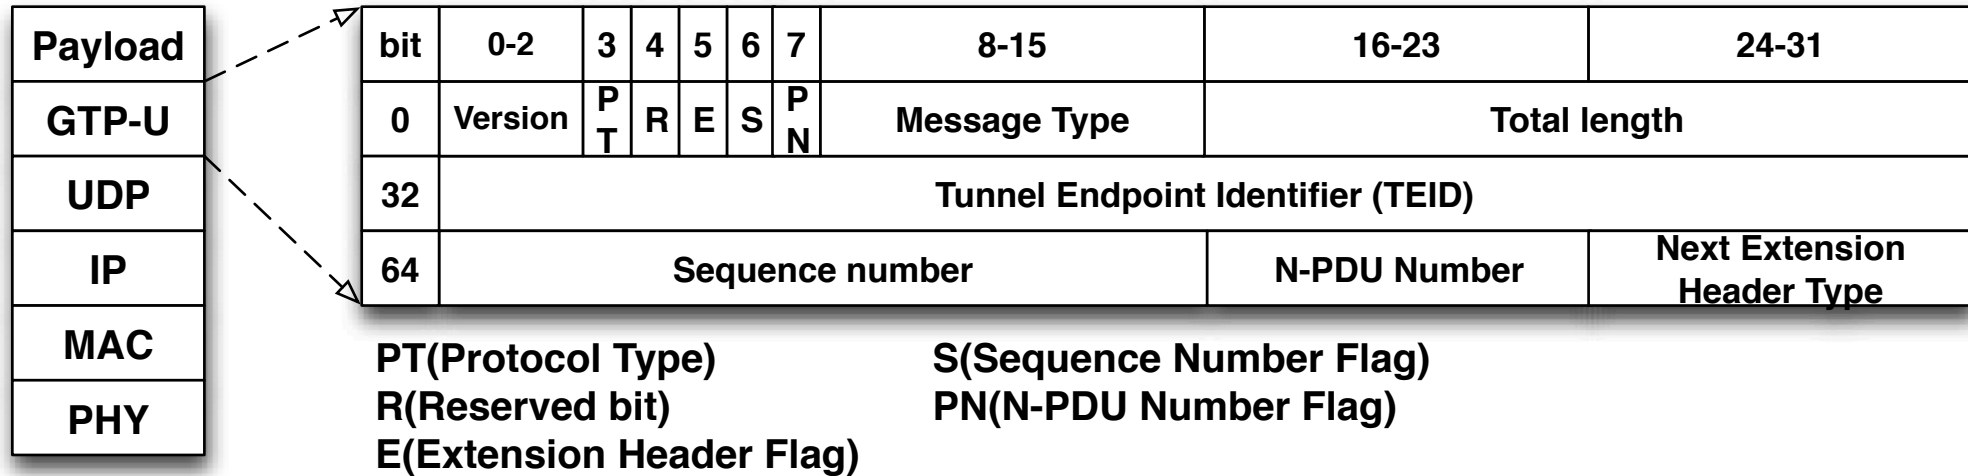 Payload
GTP-U
UDP
IP
MAC
PHY
bit 0-2 3 4 5 6 7 8-15 16-23 24-31
0 Version PT R E S PN Message Type Total length
32 Tunnel Endpoint Identifier (TEID)
64 Sequence number N-PDU Number Next Extension
Header Type
PT(Protocol Type) S(Sequence Number Flag)
R(Reserved bit) PN(N-PDU Number Flag)
E(Extension Header Flag)